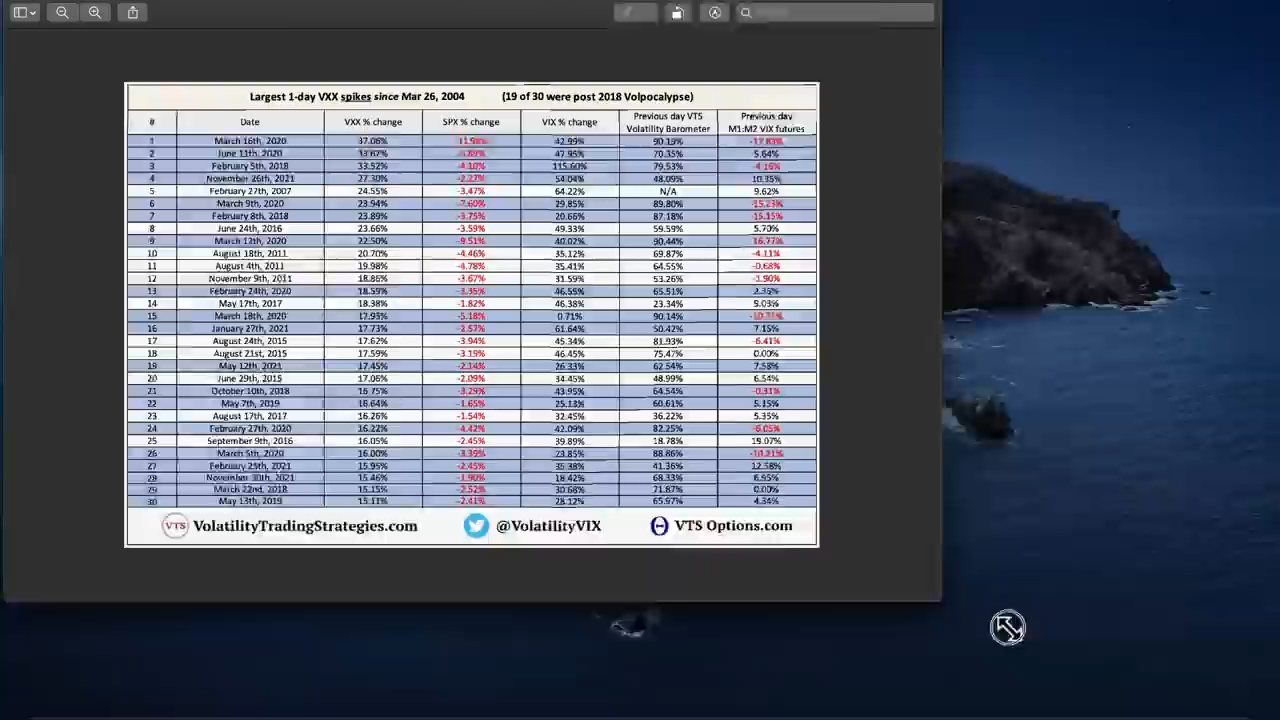 Largest 1-day VXX spikes since Mar 26, 2004 (19 of 30 were post 2018 Volpocalypse)
# Date VXX % change SPX % change VIX % change Previous day VTS Volatility Barometer Previous day M1:M2 VIX futures
1 March 16th, 2020 37.06% -11.98% 42.99% 90.19%
2 June 11th, 2020 47.95% 70.35% 5.64%
3 February 5th, 2018 33.52% -4.10% 115.60% 79.53% -4.16%
4 November 26th, 2021 27.30% -2.27% 54.04% 48.09% 10.35%
5 February 27th, 2007 24.55% -3.47% 64.22% N/A 9.62%
6 March 9th, 2020 23.94% -7.60% 29.85% 89.80% -15.23%
7 February 8th, 2018 23.89% -3.75% 20.66% 87.18% -15.15%
8 June 24th, 2016 23.66% -3.59% 49.33% 59.59% 5.70%
9 March 12th, 2020 22.50% -9.51% 40.02% 90.44% -16.77%
10 August 18th, 2011 20.70% -4.46% 35.12% 69.87% -4.11%
11 August 4th, 2011 19.98% -4.78% 35.41% 64.55% -0.68%
12 November 9th, 2011 18.86% -3.67% 31.59% 53.26% -1.90%
13 February 24th, 2020 18.59% -3.35% 46.55% 65.51%
14 May 17th, 2017 18.38% -1.82% 46.38% 23.34% 9.03%
15 March 18th, 2020 17.93% -5.18% 0.71% 90.14%
16 January 27th, 2021 17.73% -2.57% 61.64% 50.42% 7.15%
17 August 24th, 2015 17.62% -3.94% 45.34% 81.93% -6.41%
18 August 21st, 2015 17.59% -3.19% 46.45% 75.47% 0.00%
19 May 12th, 2021 17.45% -2.14% 26.33% 62.54% 7.58%
20 June 29th, 2015 17.06% -2.09% 34.45% 48.99% 6.54%
21 October 10th, 2018 16.75% -3.29% 43.95% 64.54% -0.31%
22 May 7th, 2019 16.64% -1.65% 25.13% 60.61% 5.15%
23 August 17th, 2017 16.26% -1.54% 32.45% 36.22% 5.35%
24 February 27th, 2020 16.22% -4.42% 42.09% 82.25% -6.05%
25 September 9th, 2016 16.05% -2.45% 39.89% 18.78% 19.07%
26 March 5th, 2020 16.00% -3.39% 23.85% 88.86%
27 February 25th, 2021 15.95% -2.45% 35.38% 41.36% 12.58%
28 November 30th, 2021 15.46% -1.90% 18.42% 68.33% 6.95%
29 March 22nd, 2018 15.15% -2.52% 30.68% 71.87% 0.00%
30 May 13th, 2019 15.11% -2.41% 28.12% 65.97% 4.34%
VTS VolatilityTradingStrategies.com @VolatilityVIX VTS Options.com